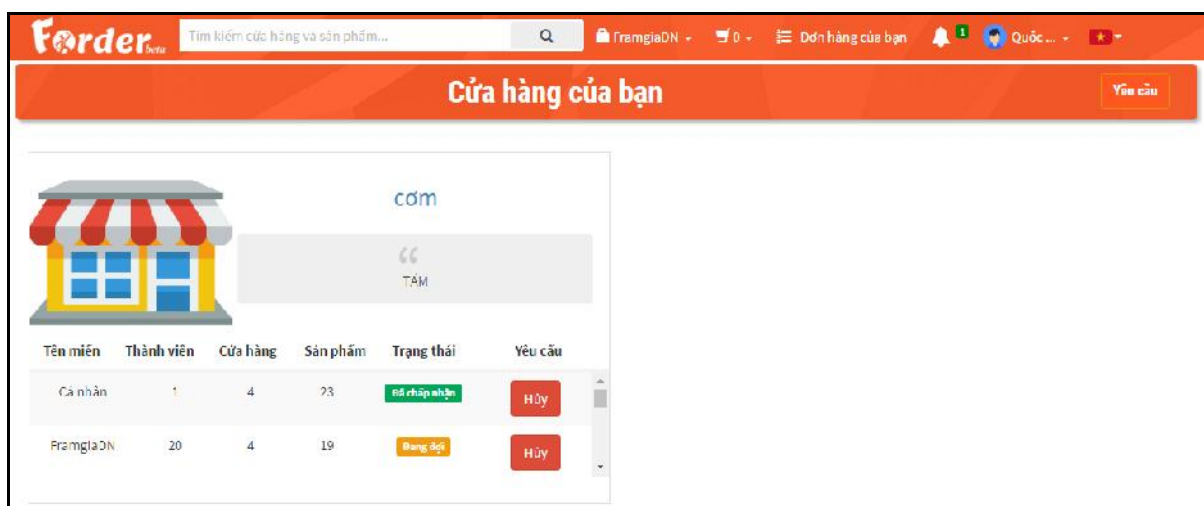 Forder beta Tìm kiếm cửa hàng và sản phẩm... FramgiaDN 0 Đơn hàng của bạn 1 Quốc ...
Cửa hàng của bạn Yêu cầu
cơm
“
TẤM
Tên miền Thành viên Cửa hàng Sản phẩm Trạng thái Yêu cầu
Cá nhân 1 4 23 Đã chấp nhận Hủy
FramgiaDN 20 4 19 Đang đợi Hủy